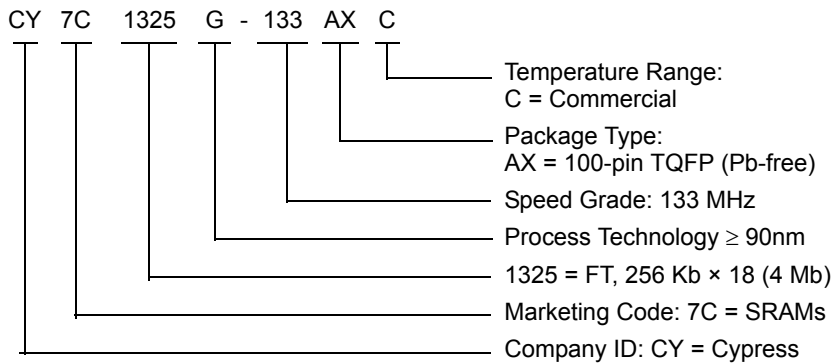 CY 7C 1325 G - 133 AX C
Temperature Range:
C = Commercial
Package Type:
AX = 100-pin TQFP (Pb-free)
Speed Grade: 133 MHz
Process Technology ≥ 90nm
1325 = FT, 256 Kb × 18 (4 Mb)
Marketing Code: 7C = SRAMs
Company ID: CY = Cypress